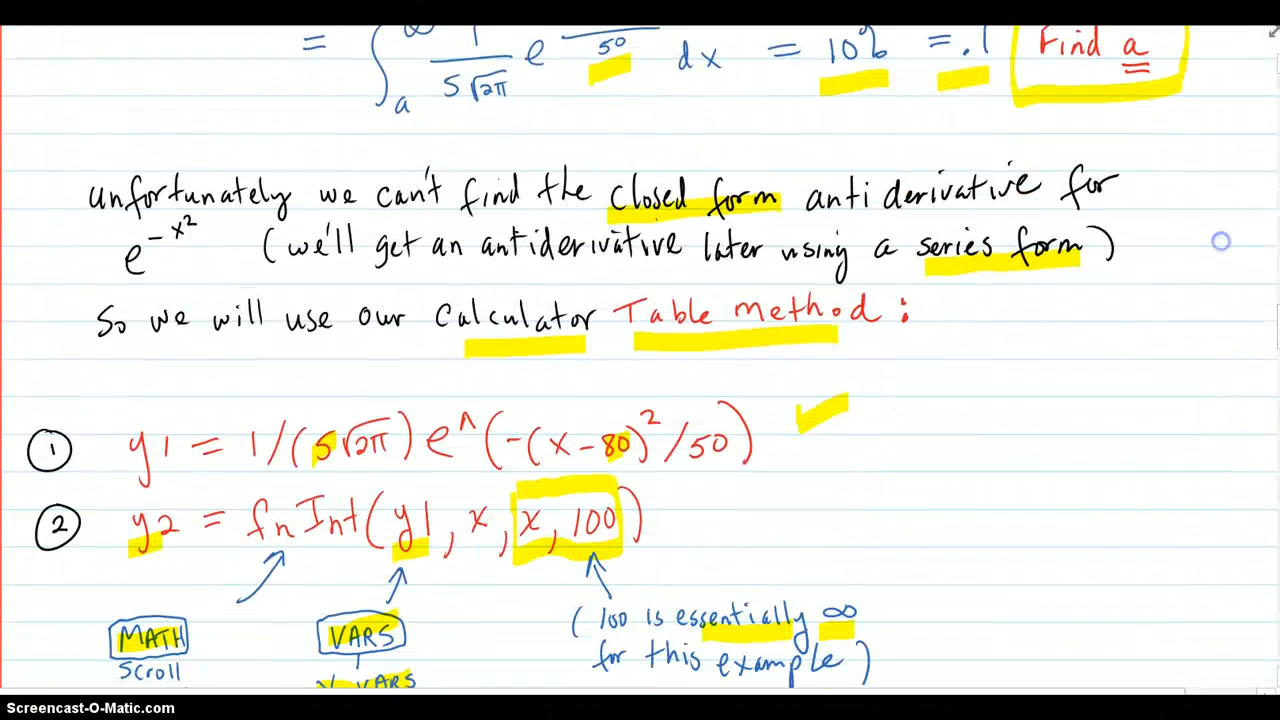 = ∫ₐ^∞ 1/(5√2π) e^(/50) dx = 10% = .1 Find a
Unfortunately we can't find the closed form antiderivative for
e^-x² (we'll get an antiderivative later using a series form)
So we will use our calculator Table Method:
① y1 = 1/(5√2π) e^(-(x-80)²/50)
② y2 = fnInt(y1, x, x, 100)
MATH
scroll
VARS
Y-VARS
(100 is essentially ∞
for this example)
Screencast-O-Matic.com